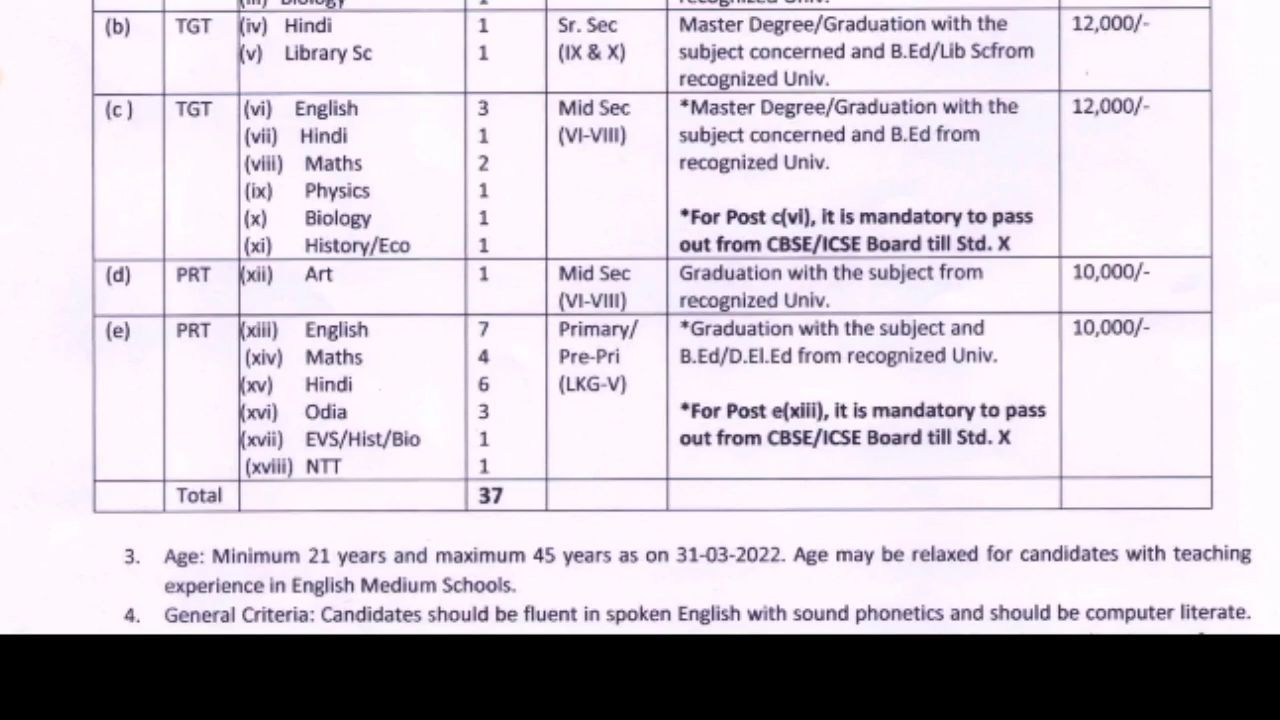 (iii) Biology 1 recognized Univ.
(b) TGT (iv) Hindi 1 Sr. Sec Master Degree/Graduation with the 12,000/-
(v) Library Sc 1 (IX & X) subject concerned and B.Ed/Lib Scfrom
recognized Univ.
(c ) TGT (vi) English 3 Mid Sec *Master Degree/Graduation with the 12,000/-
(vii) Hindi 1 (VI-VIII) subject concerned and B.Ed from
(viii) Maths 2 recognized Univ.
(ix) Physics 1
(x) Biology 1 *For Post c(vi), it is mandatory to pass
(xi) History/Eco 1 out from CBSE/ICSE Board till Std. X
(d) PRT (xii) Art 1 Mid Sec Graduation with the subject from 10,000/-
(VI-VIII) recognized Univ.
(e) PRT (xiii) English 7 Primary/ *Graduation with the subject and 10,000/-
(xiv) Maths 4 Pre-Pri B.Ed/D.El.Ed from recognized Univ.
(xv) Hindi 6 (LKG-V)
(xvi) Odia 3 *For Post e(xiii), it is mandatory to pass
(xvii) EVS/Hist/Bio 1 out from CBSE/ICSE Board till Std. X
(xviii) NTT 1
Total 37
3. Age: Minimum 21 years and maximum 45 years as on 31-03-2022. Age may be relaxed for candidates with teaching
experience in English Medium Schools.
4. General Criteria: Candidates should be fluent in spoken English with sound phonetics and should be computer literate.